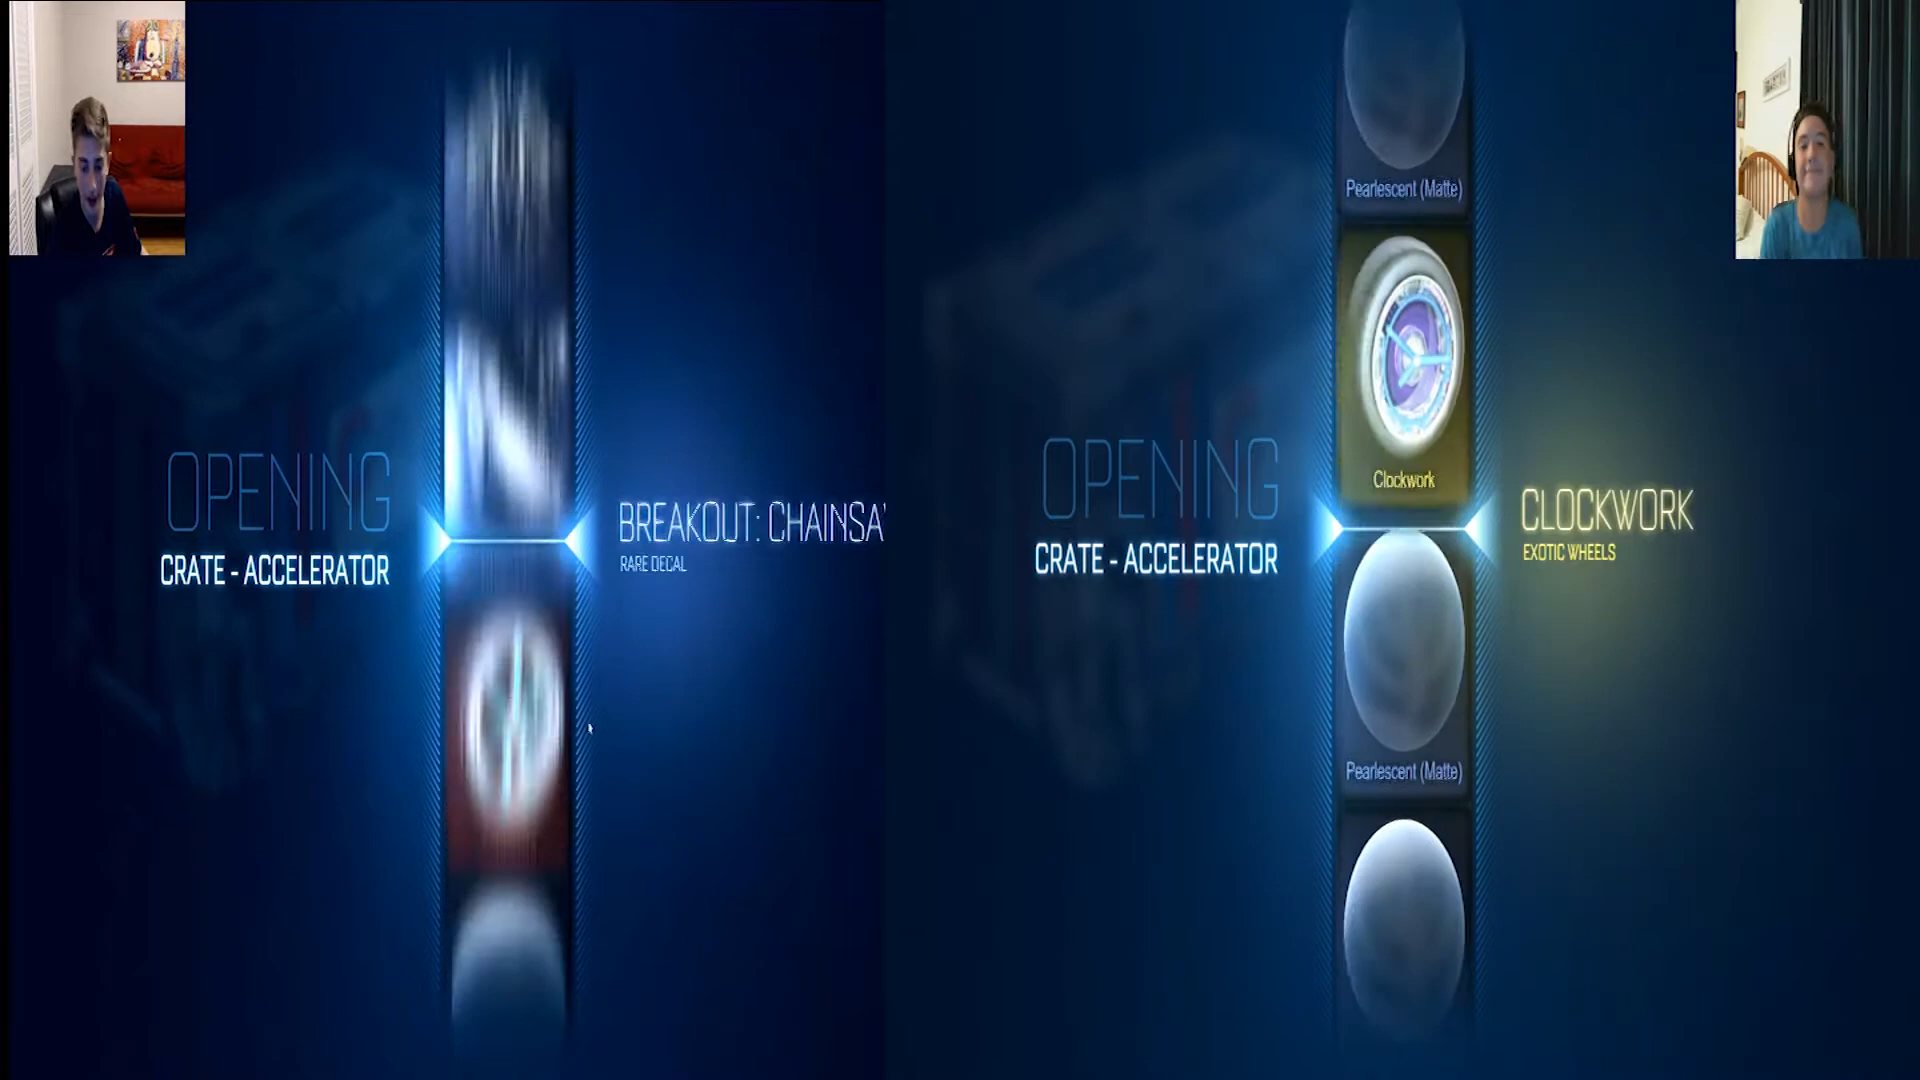 OPENING
CRATE - ACCELERATOR
BREAKOUT: CHAINSA
RARE DECAL
Pearlescent (Matte)
Clockwork
OPENING
CRATE - ACCELERATOR
CLOCKWORK
EXOTIC WHEELS
Pearlescent (Matte)